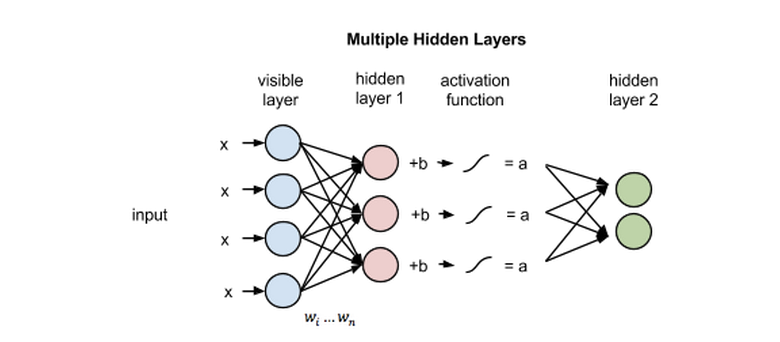 Multiple Hidden Layers
visible
layer
hidden
layer 1
activation
function
hidden
layer 2
input
x
x
x
x
+b
= a
+b
= a
+b
= a
wᵢ ... wₙ